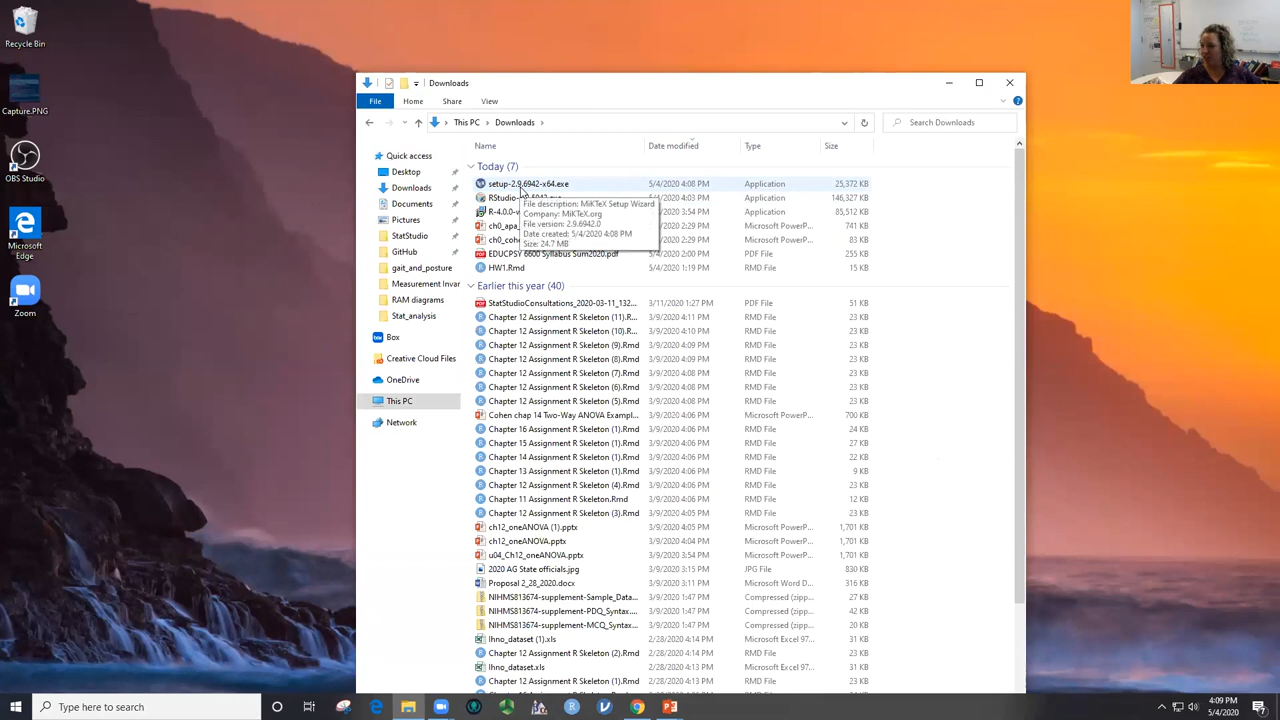 Recycle Bin
Capture.PNG
OBS Studio
Microsoft
Edge
Zoom
Downloads
File Home Share View
This PC Downloads
Search Downloads
Name Date modified Type Size
Quick access
Desktop
Downloads
Documents
Pictures
StatStudio
GitHub
gait_and_posture
Measurement Invar
RAM diagrams
Stat_analysis
Box
Creative Cloud Files
OneDrive
This PC
Network
Today (7)
setup-2.9.6942-x64.exe 5/4/2020 4:08 PM Application 25,372 KB
RStudio 5/4/2020 4:03 PM Application 146,327 KB
R-4.0.0-w 3:54 PM Application 85,512 KB
ch0_apa_ 2:29 PM Microsoft PowerP... 741 KB
ch0_coh 2:29 PM Microsoft PowerP... 83 KB
EDUCPSY 6600 Syllabus Sum2020.pdf 5/4/2020 2:00 PM PDF File 225 KB
HW1.Rmd 5/4/2020 1:19 PM RMD File 15 KB
File description: MiKTeX Setup Wizard
Company: MiKTeX.org
File version: 2.9.6942.0
Date created: 5/4/2020 4:08 PM
Size: 24.7 MB
Earlier this year (40)
StatStudioConsultations_2020-03-11_132... 3/11/2020 1:27 PM PDF File 51 KB
Chapter 12 Assignment R Skeleton (11).R... 3/9/2020 4:11 PM RMD File 23 KB
Chapter 12 Assignment R Skeleton (10).R... 3/9/2020 4:10 PM RMD File 23 KB
Chapter 12 Assignment R Skeleton (9).Rmd 3/9/2020 4:09 PM RMD File 23 KB
Chapter 12 Assignment R Skeleton (8).Rmd 3/9/2020 4:09 PM RMD File 23 KB
Chapter 12 Assignment R Skeleton (7).Rmd 3/9/2020 4:08 PM RMD File 23 KB
Chapter 12 Assignment R Skeleton (6).Rmd 3/9/2020 4:08 PM RMD File 23 KB
Chapter 12 Assignment R Skeleton (5).Rmd 3/9/2020 4:08 PM RMD File 23 KB
Cohen chap 14 Two-Way ANOVA Exampl... 3/9/2020 4:06 PM Microsoft PowerP... 700 KB
Chapter 16 Assignment R Skeleton (1).Rmd 3/9/2020 4:06 PM RMD File 24 KB
Chapter 15 Assignment R Skeleton (1).Rmd 3/9/2020 4:06 PM RMD File 27 KB
Chapter 14 Assignment R Skeleton (1).Rmd 3/9/2020 4:06 PM RMD File 22 KB
Chapter 13 Assignment R Skeleton (1).Rmd 3/9/2020 4:06 PM RMD File 9 KB
Chapter 12 Assignment R Skeleton (4).Rmd 3/9/2020 4:06 PM RMD File 23 KB
Chapter 11 Assignment R Skeleton.Rmd 3/9/2020 4:06 PM RMD File 12 KB
Chapter 12 Assignment R Skeleton (3).Rmd 3/9/2020 4:06 PM RMD File 23 KB
ch12_oneANOVA (1).pptx 3/9/2020 4:05 PM Microsoft PowerP... 1,701 KB
ch12_oneANOVA.pptx 3/9/2020 4:04 PM Microsoft PowerP... 1,701 KB
u04_Ch12_oneANOVA.pptx 3/9/2020 3:54 PM Microsoft PowerP... 1,701 KB
2020 AG State officials.jpg 3/9/2020 3:15 PM JPG File 830 KB
Proposal 2_28_2020.docx 3/9/2020 3:11 PM Microsoft Word D... 316 KB
NIHMS813674-supplement-Sample_Data... 3/9/2020 1:47 PM Compressed (zipp... 27 KB
NIHMS813674-supplement-PDQ_Syntax.... 3/9/2020 1:47 PM Compressed (zipp... 42 KB
NIHMS813674-supplement-MCQ_Syntax... 3/9/2020 1:47 PM Compressed (zipp... 20 KB
lhno_dataset (1).xls 2/28/2020 4:14 PM Microsoft Excel 97... 31 KB
Chapter 12 Assignment R Skeleton (2).Rmd 2/28/2020 4:14 PM RMD File 23 KB
lhno_dataset.xls 2/28/2020 4:13 PM Microsoft Excel 97... 31 KB
Chapter 12 Assignment R Skeleton (1).Rmd 2/28/2020 4:13 PM RMD File 23 KB
Type here to search
4:09 PM
5/4/2020